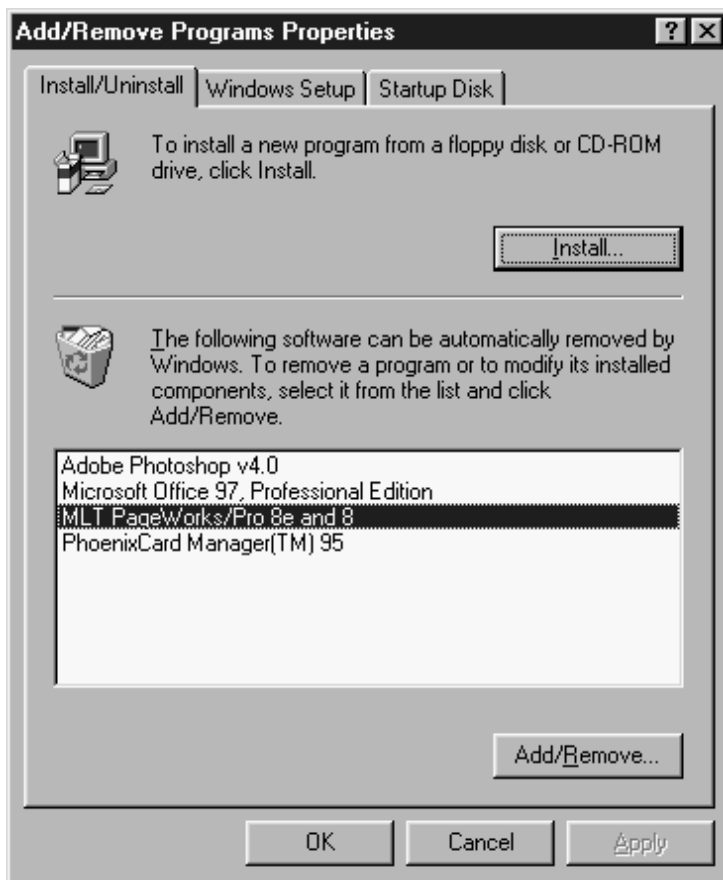 Add/Remove Programs Properties
Install/Uninstall
Windows Setup
Startup Disk
To install a new program from a floppy disk or CD-ROM
drive, click Install.
Install...
The following software can be automatically removed by
Windows. To remove a program or to modify its installed
components, select it from the list and click
Add/Remove.
Adobe Photoshop v4.0
Microsoft Office 97, Professional Edition
MLT PageWorks/Pro 8e and 8
PhoenixCard Manager(TM) 95
Add/Remove...
OK
Cancel
Apply